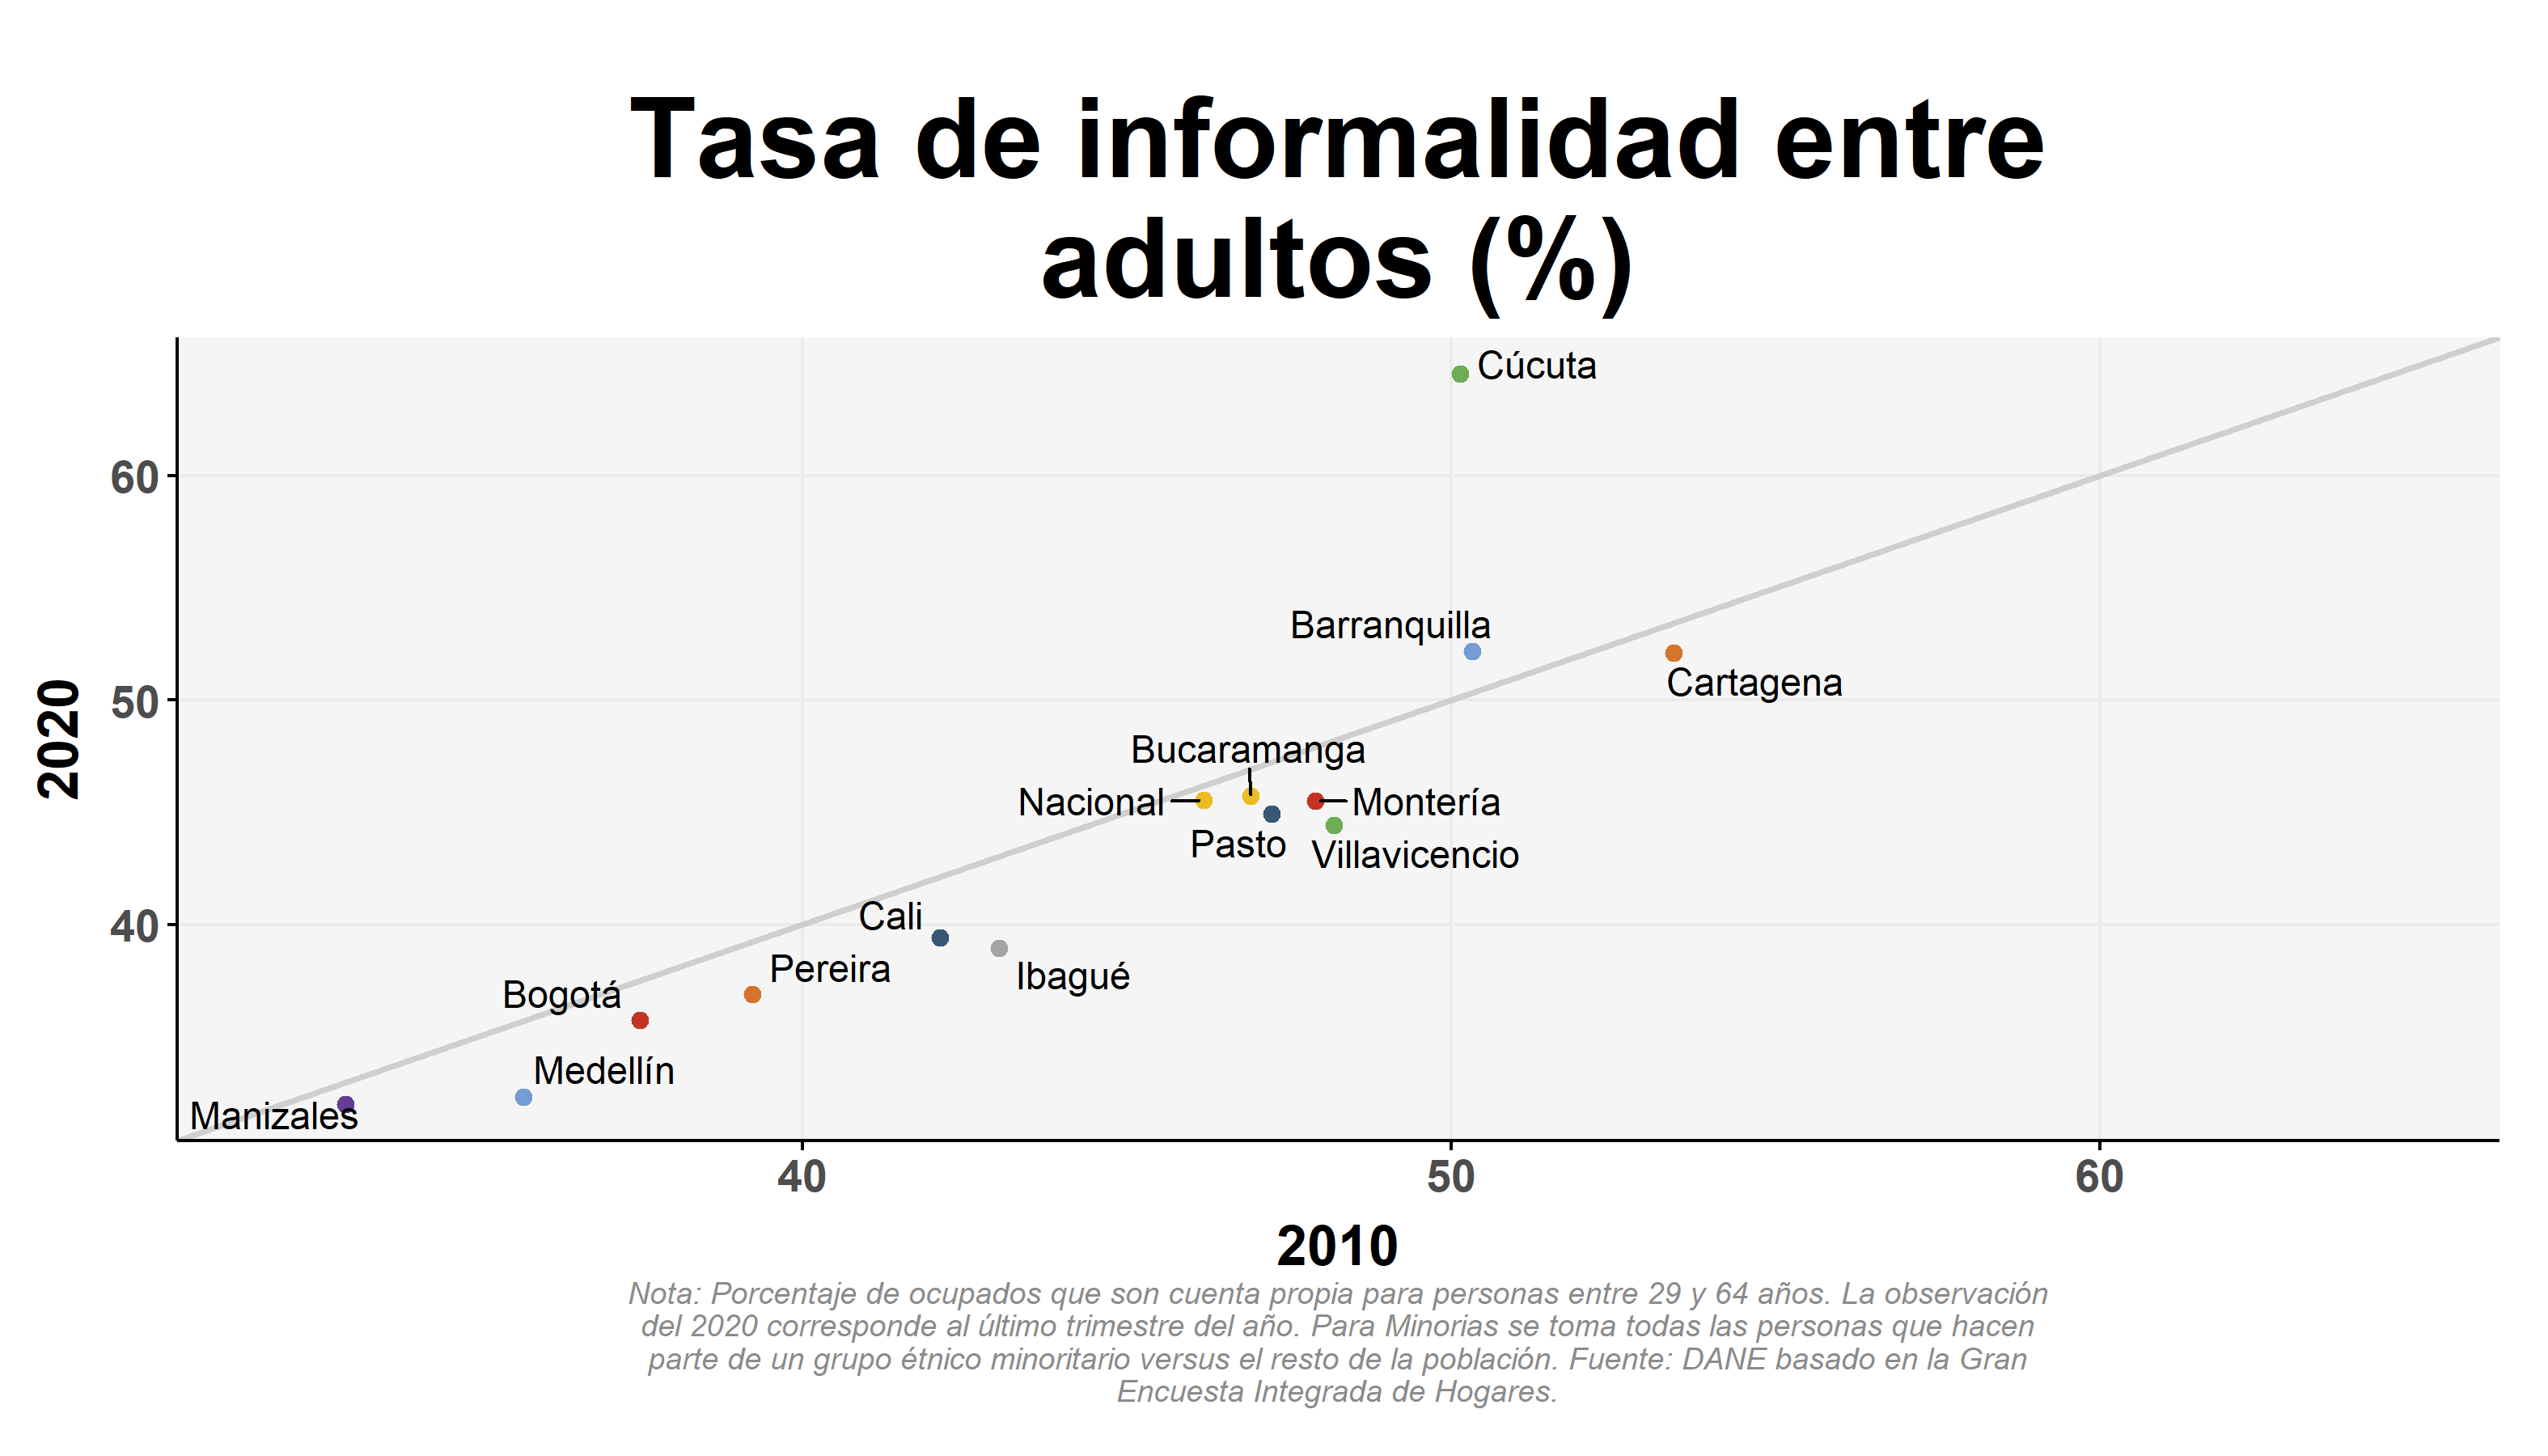 Tasa de informalidad entre
adultos (%)
Cúcuta
60
Barranquilla
Cartagena
50
2020
Bucaramanga
Nacional
Montería
Pasto
Villavicencio
Cali
40
Pereira
Ibagué
Bogotá
Medellín
Manizales
40
50
60
2010
Nota: Porcentaje de ocupados que son cuenta propia para personas entre 29 y 64 años. La observación
del 2020 corresponde al último trimestre del año. Para Minorias se toma todas las personas que hacen
parte de un grupo étnico minoritario versus el resto de la población. Fuente: DANE basado en la Gran
Encuesta Integrada de Hogares.